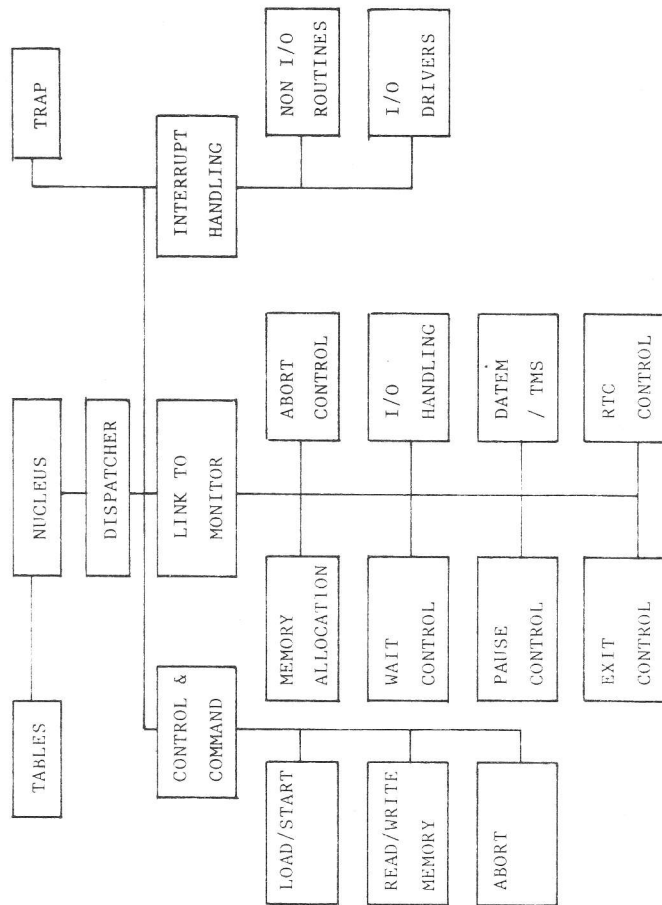 TABLES
NUCLEUS
TRAP
DISPATCHER
CONTROL &
COMMAND
LINK TO
MONITOR
INTERRUPT
HANDLING
LOAD/START
READ/WRITE
MEMORY
ABORT
MEMORY
ALLOCATION
ABORT
CONTROL
WAIT
CONTROL
I/O
HANDLING
PAUSE
CONTROL
DATEM
/ TMS
EXIT
CONTROL
RTC
CONTROL
NON I/O
ROUTINES
I/O
DRIVERS